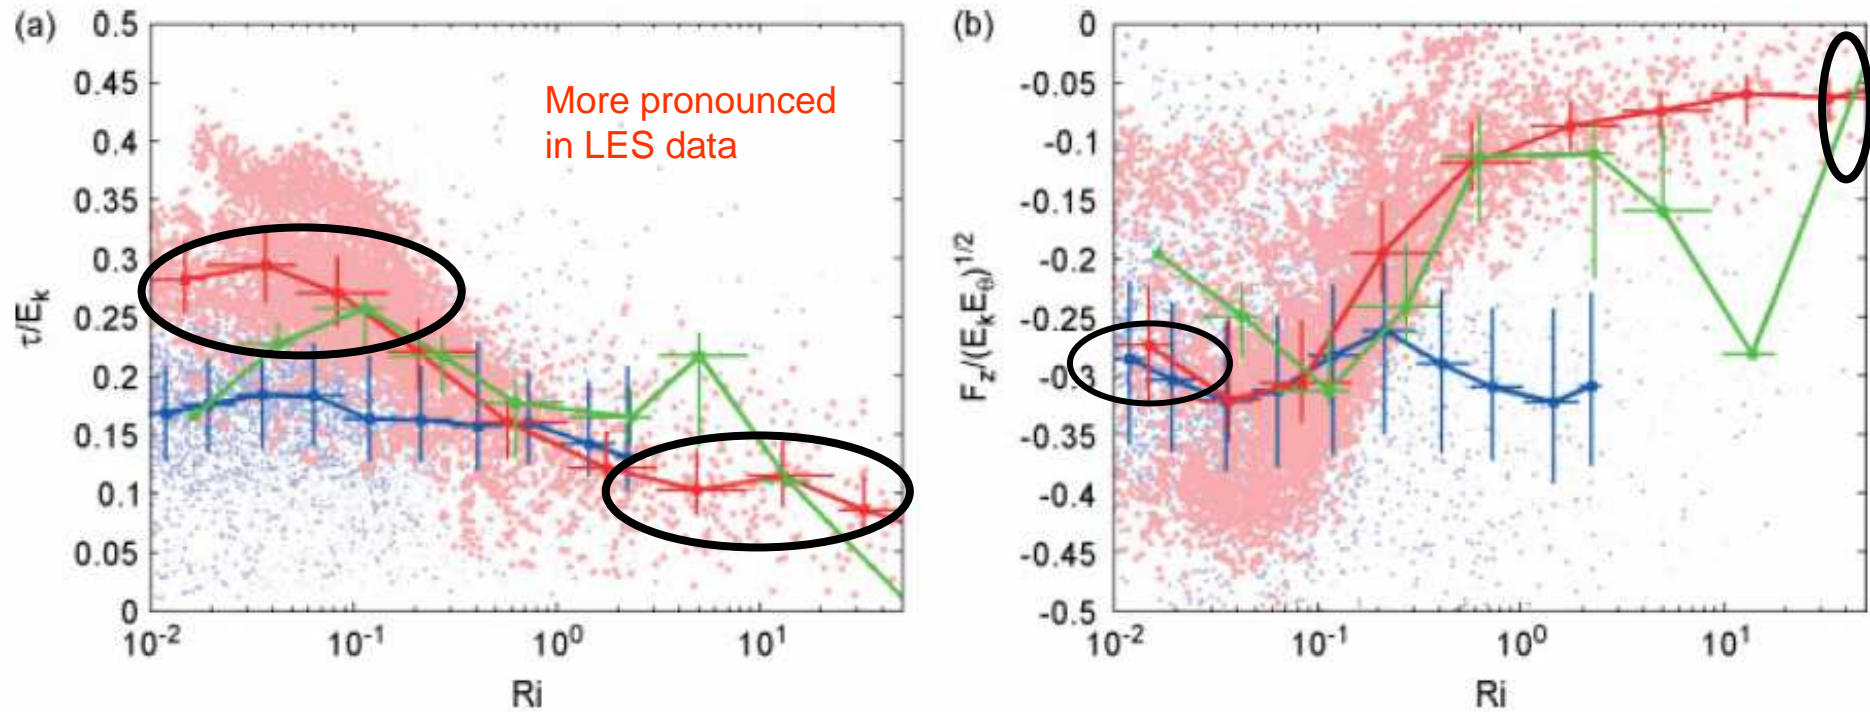 (a)
0.5
0.45
0.4
0.35
0.3
0.25
0.2
0.15
0.1
0.05
0
τ/E_k
More pronounced
in LES data
10^-2 10^-1 10^0 10^1
Ri
(b)
0
-0.05
-0.1
-0.15
-0.2
-0.25
-0.3
-0.35
-0.4
-0.45
-0.5
F_z/(E_kE_θ)^1/2
10^-2 10^-1 10^0 10^1
Ri